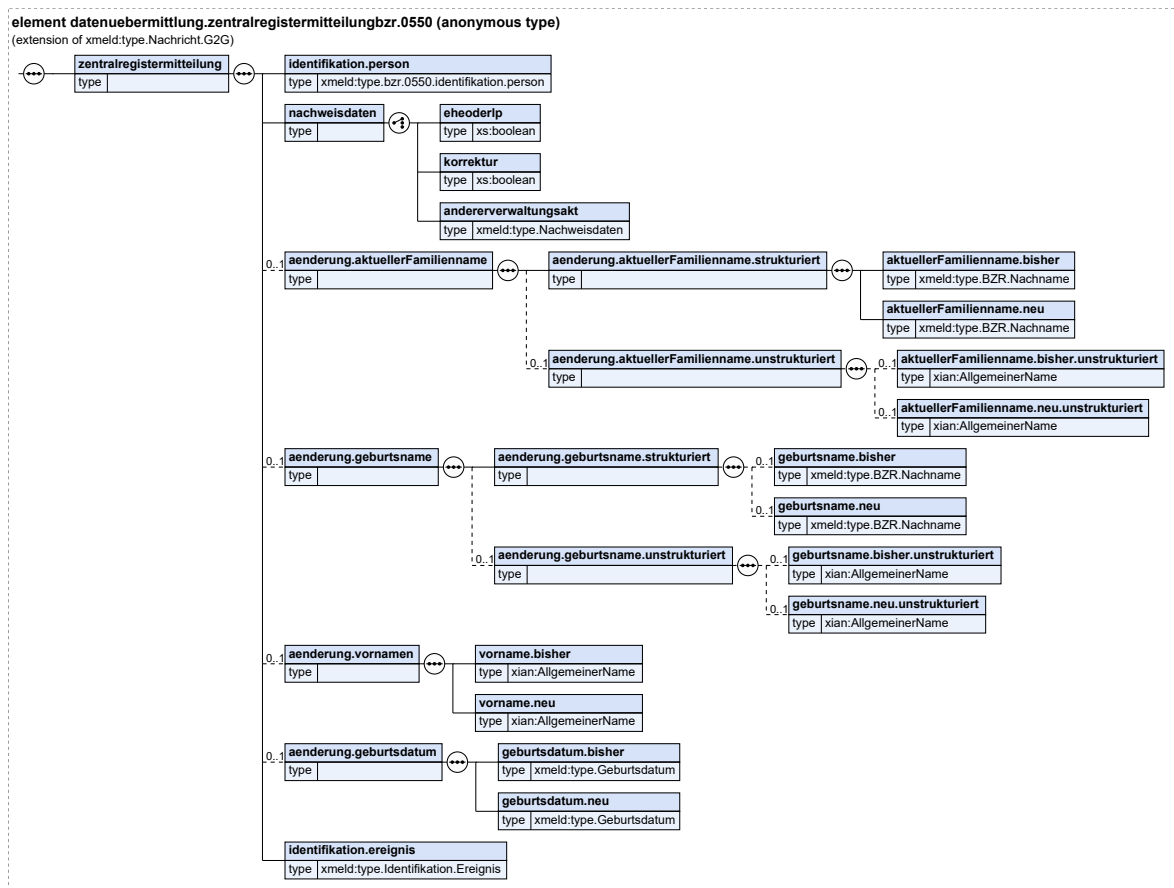 element datenuebermittlung.zentralregistermitteilungbzr.0550 (anonymous type)
(extension of xmeld:type.Nachricht.G2G)
zentralregistermitteilung
type
identifikation.person
type xmeld:type.bzr.0550.identifikation.person
nachweisdaten
type
eheoderlp
type xs:boolean
korrektur
type xs:boolean
andererverwaltungsakt
type xmeld:type.Nachweisdaten
0..1
aenderung.aktuellerFamilienname
type
aenderung.aktuellerFamilienname.strukturiert
type
aktuellerFamilienname.bisher
type xmeld:type.BZR.Nachname
aktuellerFamilienname.neu
type xmeld:type.BZR.Nachname
0..1
aenderung.aktuellerFamilienname.unstrukturiert
type
0..1
aktuellerFamilienname.bisher.unstrukturiert
type xian:AllgemeinerName
0..1
aktuellerFamilienname.neu.unstrukturiert
type xian:AllgemeinerName
0..1
aenderung.geburtsname
type
aenderung.geburtsname.strukturiert
type
0..1
geburtsname.bisher
type xmeld:type.BZR.Nachname
0..1
geburtsname.neu
type xmeld:type.BZR.Nachname
0..1
aenderung.geburtsname.unstrukturiert
type
0..1
geburtsname.bisher.unstrukturiert
type xian:AllgemeinerName
0..1
geburtsname.neu.unstrukturiert
type xian:AllgemeinerName
0..1
aenderung.vornamen
type
vorname.bisher
type xian:AllgemeinerName
vorname.neu
type xian:AllgemeinerName
0..1
aenderung.geburtsdatum
type
geburtsdatum.bisher
type xmeld:type.Geburtsdatum
geburtsdatum.neu
type xmeld:type.Geburtsdatum
identifikation.ereignis
type xmeld:type.Identifikation.Ereignis